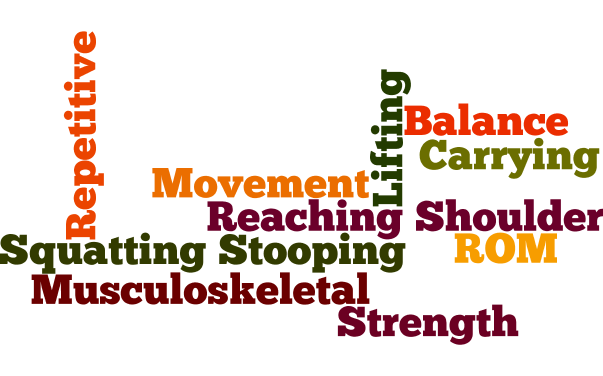 Repetitive
Lifting
Balance
Carrying
Movement
Reaching Shoulder
Squatting Stooping ROM
Musculoskeletal
Strength